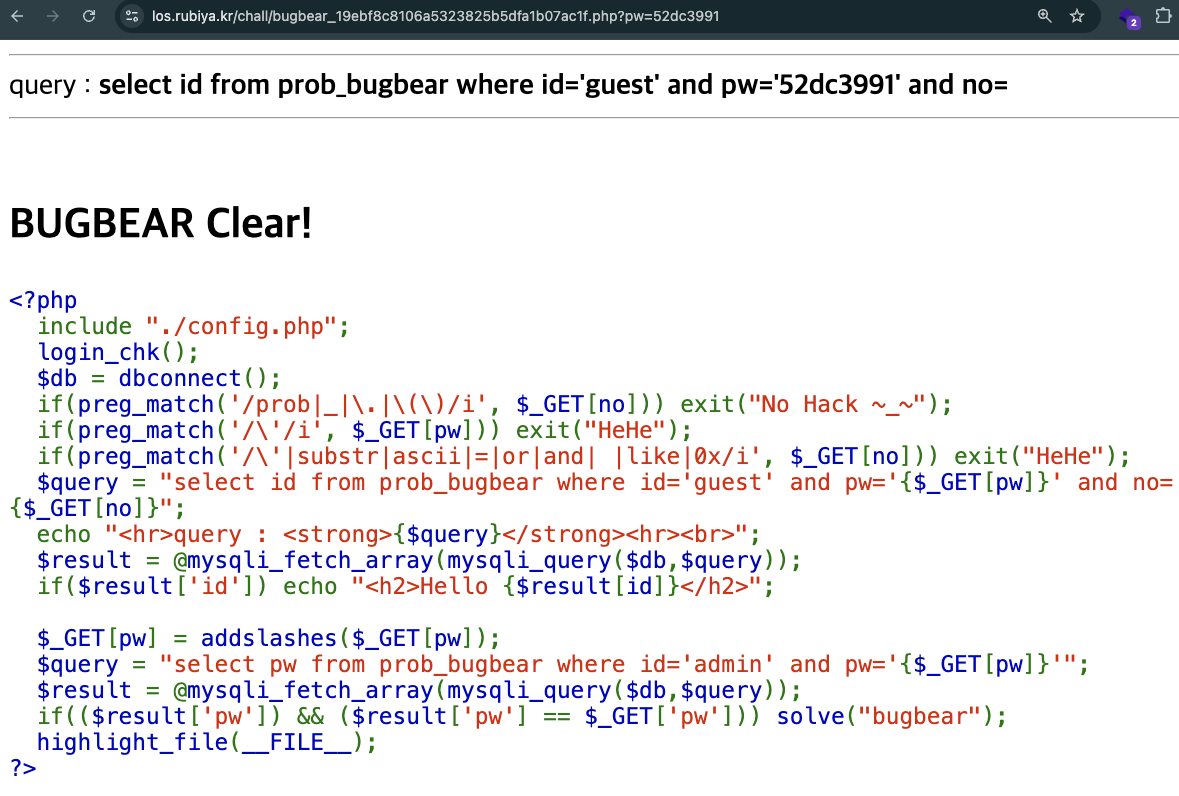 los.rubiya.kr/chall/bugbear_19ebf8c8106a5323825b5dfa1b07ac1f.php?pw=52dc3991
2
query : select id from prob_bugbear where id='guest' and pw='52dc3991' and no=
BUGBEAR Clear!
<?php
  include "./config.php";
  login_chk();
  $db = dbconnect();
  if(preg_match('/prob|_|\.|\(\)/i', $_GET[no])) exit("No Hack ~_~");
  if(preg_match('/\'/i', $_GET[pw])) exit("HeHe");
  if(preg_match('/\'|substr|ascii|=|or|and| |like|0x/i', $_GET[no])) exit("HeHe");
  $query = "select id from prob_bugbear where id='guest' and pw='{$_GET[pw]}' and no=
{$_GET[no]}";
  echo "<hr>query : <strong>{$query}</strong><hr><br>";
  $result = @mysqli_fetch_array(mysqli_query($db,$query));
  if($result['id']) echo "<h2>Hello {$result[id]}</h2>";
  $_GET[pw] = addslashes($_GET[pw]);
  $query = "select pw from prob_bugbear where id='admin' and pw='{$_GET[pw]}'";
  $result = @mysqli_fetch_array(mysqli_query($db,$query));
  if(($result['pw']) && ($result['pw'] == $_GET['pw'])) solve("bugbear");
  highlight_file(__FILE__);
?>